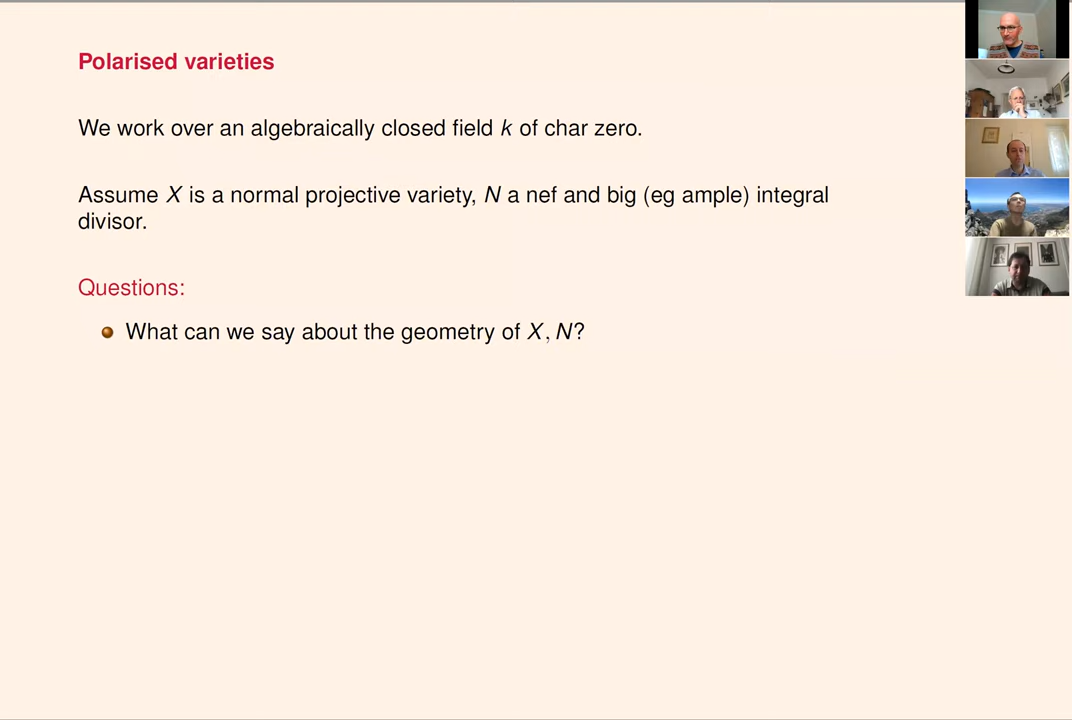 Polarised varieties
We work over an algebraically closed field k of char zero.
Assume X is a normal projective variety, N a nef and big (eg ample) integral
divisor.
Questions:
What can we say about the geometry of X, N?